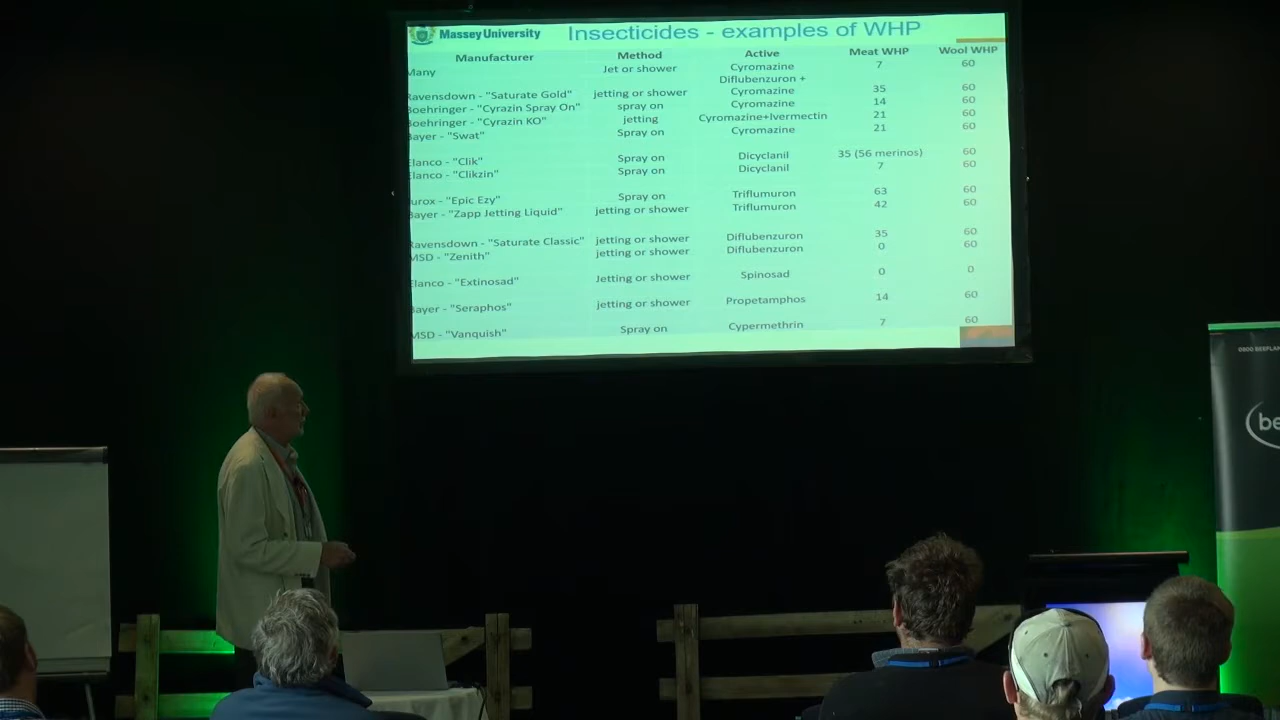 Massey University
Insecticides - examples of WHP
Manufacturer Method Active Meat WHP Wool WHP
Many Jet or shower Cyromazine 7 60
Diflubenzuron +
Ravensdown - "Saturate Gold" jetting or shower Cyromazine 35 60
Boehringer - "Cyrazin Spray On" spray on Cyromazine 14 60
Boehringer - "Cyrazin KO" jetting Cyromazine+Ivermectin 21 60
Bayer - "Swat" Spray on Cyromazine 21 60
Elanco - "Clik" Spray on Dicyclanil 35 (56 merinos) 60
Elanco - "Clikzin" Spray on Dicyclanil 7 60
urox - "Epic Ezy" Spray on Triflumuron 63 60
Bayer - "Zapp Jetting Liquid" jetting or shower Triflumuron 42 60
Ravensdown - "Saturate Classic" jetting or shower Diflubenzuron 35 60
MSD - "Zenith" jetting or shower Diflubenzuron 0 60
Elanco - "Extinosad" Jetting or shower Spinosad 0 0
Bayer - "Seraphos" jetting or shower Propetamphos 14 60
MSD - "Vanquish" Spray on Cypermethrin 7 60
0800 BEEFLAM
be